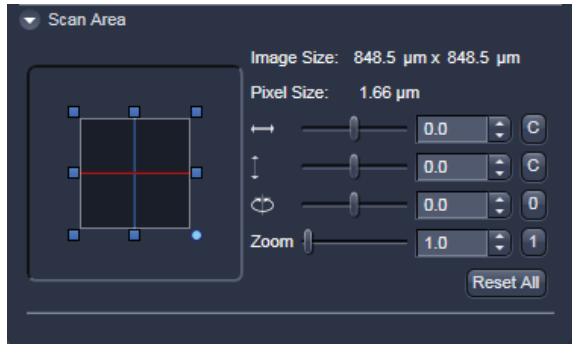 Scan Area
Image Size: 848.5 µm x 848.5 µm
Pixel Size: 1.66 µm
0.0 C
0.0 C
0.0 0
Zoom 1.0 1
Reset All